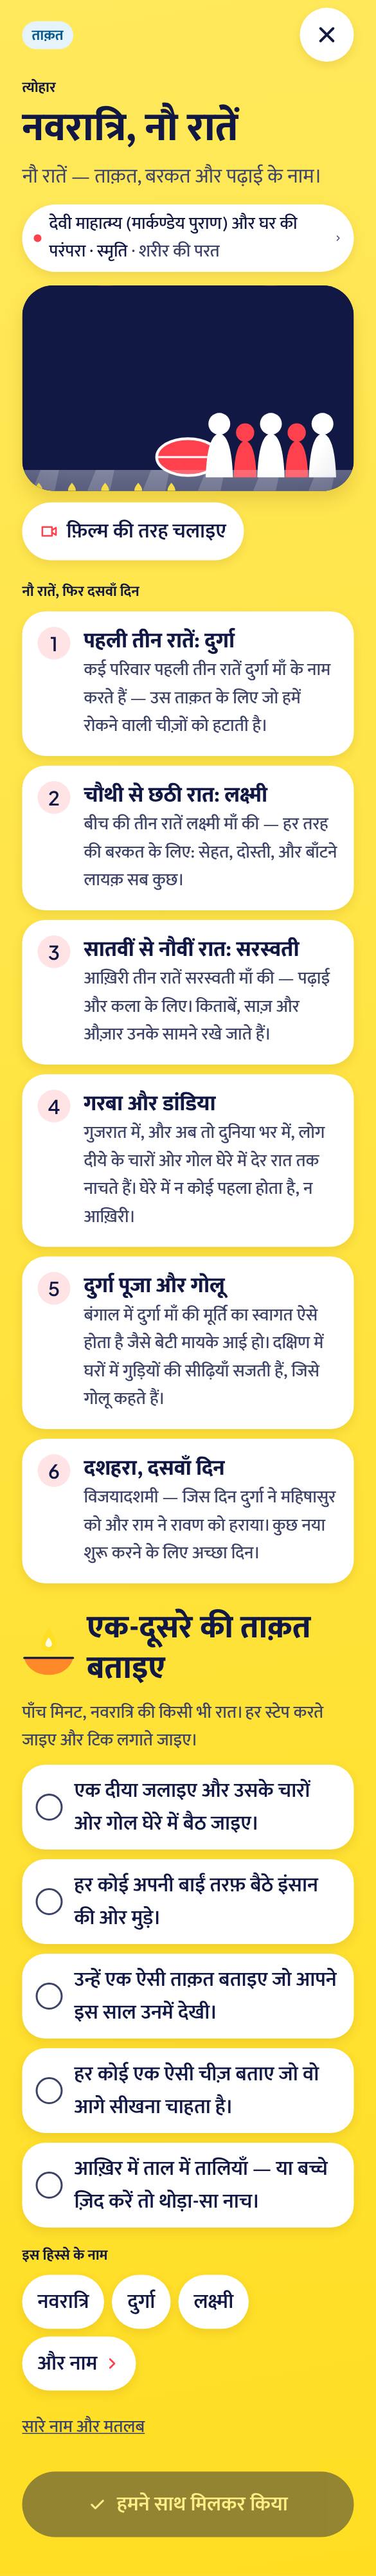 ताक़त
त्योहार
नवरात्रि, नौ रातें
नौ रातें — ताक़त, बरकत और पढ़ाई के नाम।
देवी माहात्म्य (मार्कण्डेय पुराण) और घर की
परंपरा · स्मृति · शरीर की परत
फ़िल्म की तरह चलाइए
नौ रातें, फिर दसवाँ दिन
1
पहली तीन रातें: दुर्गा
कई परिवार पहली तीन रातें दुर्गा माँ के नाम
करते हैं — उस ताक़त के लिए जो हमें
रोकने वाली चीज़ों को हटाती है।
2
चौथी से छठी रात: लक्ष्मी
बीच की तीन रातें लक्ष्मी माँ की — हर तरह
की बरकत के लिए: सेहत, दोस्ती, और बाँटने
लायक़ सब कुछ।
3
सातवीं से नौवीं रात: सरस्वती
आख़िरी तीन रातें सरस्वती माँ की — पढ़ाई
और कला के लिए। किताबें, साज़ और
औज़ार उनके सामने रखे जाते हैं।
4
गरबा और डांडिया
गुजरात में, और अब तो दुनिया भर में, लोग
दीये के चारों ओर गोल घेरे में देर रात तक
नाचते हैं। घेरे में न कोई पहला होता है, न
आख़िरी।
5
दुर्गा पूजा और गोलू
बंगाल में दुर्गा माँ की मूर्ति का स्वागत ऐसे
होता है जैसे बेटी मायके आई हो। दक्षिण में
घरों में गुड़ियों की सीढ़ियाँ सजती हैं, जिसे
गोलू कहते हैं।
6
दशहरा, दसवाँ दिन
विजयादशमी — जिस दिन दुर्गा ने महिषासुर
को और राम ने रावण को हराया। कुछ नया
शुरू करने के लिए अच्छा दिन।
एक-दूसरे की ताक़त
बताइए
पाँच मिनट, नवरात्रि की किसी भी रात। हर स्टेप करते
जाइए और टिक लगाते जाइए।
एक दीया जलाइए और उसके चारों
ओर गोल घेरे में बैठ जाइए।
हर कोई अपनी बाईं तरफ़ बैठे इंसान
की ओर मुड़े।
उन्हें एक ऐसी ताक़त बताइए जो आपने
इस साल उनमें देखी।
हर कोई एक ऐसी चीज़ बताए जो वो
आगे सीखना चाहता है।
आख़िर में ताल में तालियाँ — या बच्चे
ज़िद करें तो थोड़ा-सा नाच।
इस हिस्से के नाम
नवरात्रि
दुर्गा
लक्ष्मी
और नाम
सारे नाम और मतलब
हमने साथ मिलकर किया